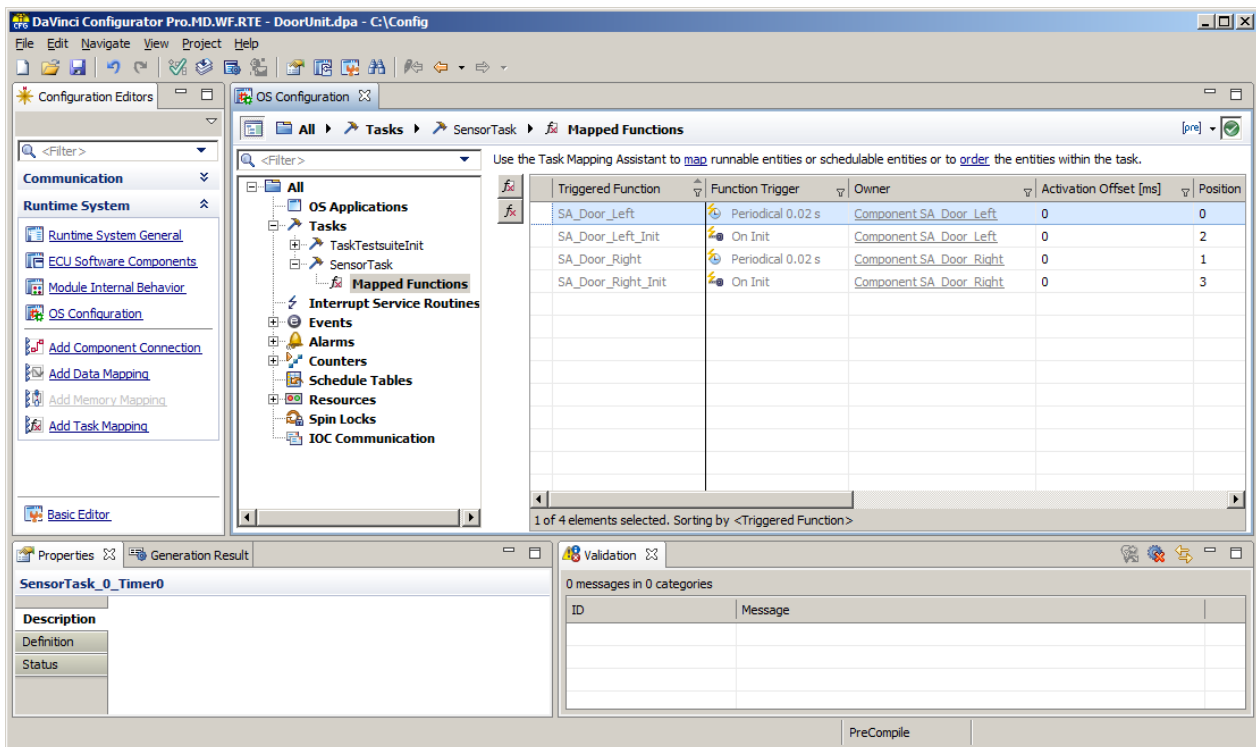 DaVinci Configurator Pro.MD.WF.RTE - DoorUnit.dpa - C:\Config
File Edit Navigate View Project Help
Configuration Editors
<Filter>
Communication
Runtime System
Runtime System General
ECU Software Components
Module Internal Behavior
OS Configuration
Add Component Connection
Add Data Mapping
Add Memory Mapping
Add Task Mapping
Basic Editor
OS Configuration
All Tasks SensorTask Mapped Functions
[pre]
<Filter>
All
OS Applications
Tasks
TaskTestsuiteInit
SensorTask
Mapped Functions
Interrupt Service Routines
Events
Alarms
Counters
Schedule Tables
Resources
Spin Locks
IOC Communication
Use the Task Mapping Assistant to map runnable entities or schedulable entities or to order the entities within the task.
Triggered Function Function Trigger Owner Activation Offset [ms] Position
SA_Door_Left Periodical 0.02 s Component SA_Door_Left 0 0
SA_Door_Left_Init On Init Component SA_Door_Left 0 2
SA_Door_Right Periodical 0.02 s Component SA_Door_Right 0 1
SA_Door_Right_Init On Init Component SA_Door_Right 0 3
1 of 4 elements selected. Sorting by <Triggered Function>
Properties Generation Result
SensorTask_0_Timer0
Description
Definition
Status
Validation
0 messages in 0 categories
ID Message
PreCompile